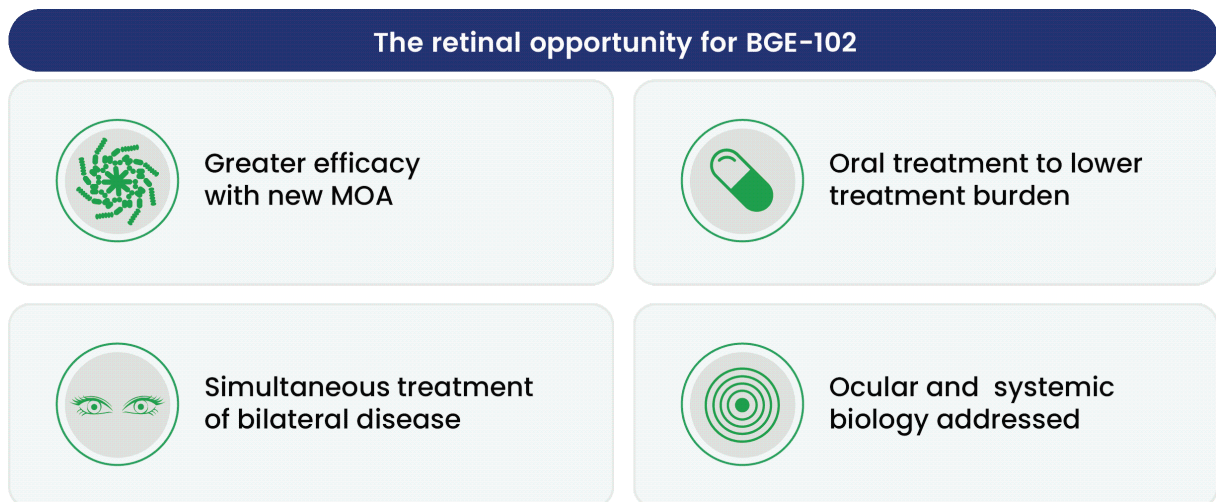 The retinal opportunity for BGE-102
Greater efficacy
with new MOA
Oral treatment to lower
treatment burden
Simultaneous treatment
of bilateral disease
Ocular and  systemic
biology addressed